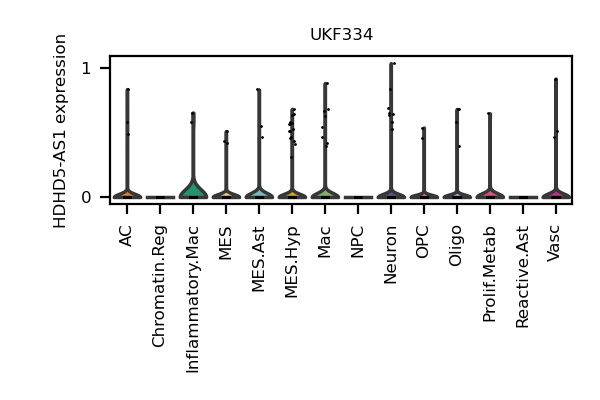 UKF334
HDHD5-AS1 expression
1
0
AC
Chromatin.Reg
Inflammatory.Mac
MES
MES.Ast
MES.Hyp
Mac
NPC
Neuron
OPC
Oligo
Prolif.Metab
Reactive.Ast
Vasc